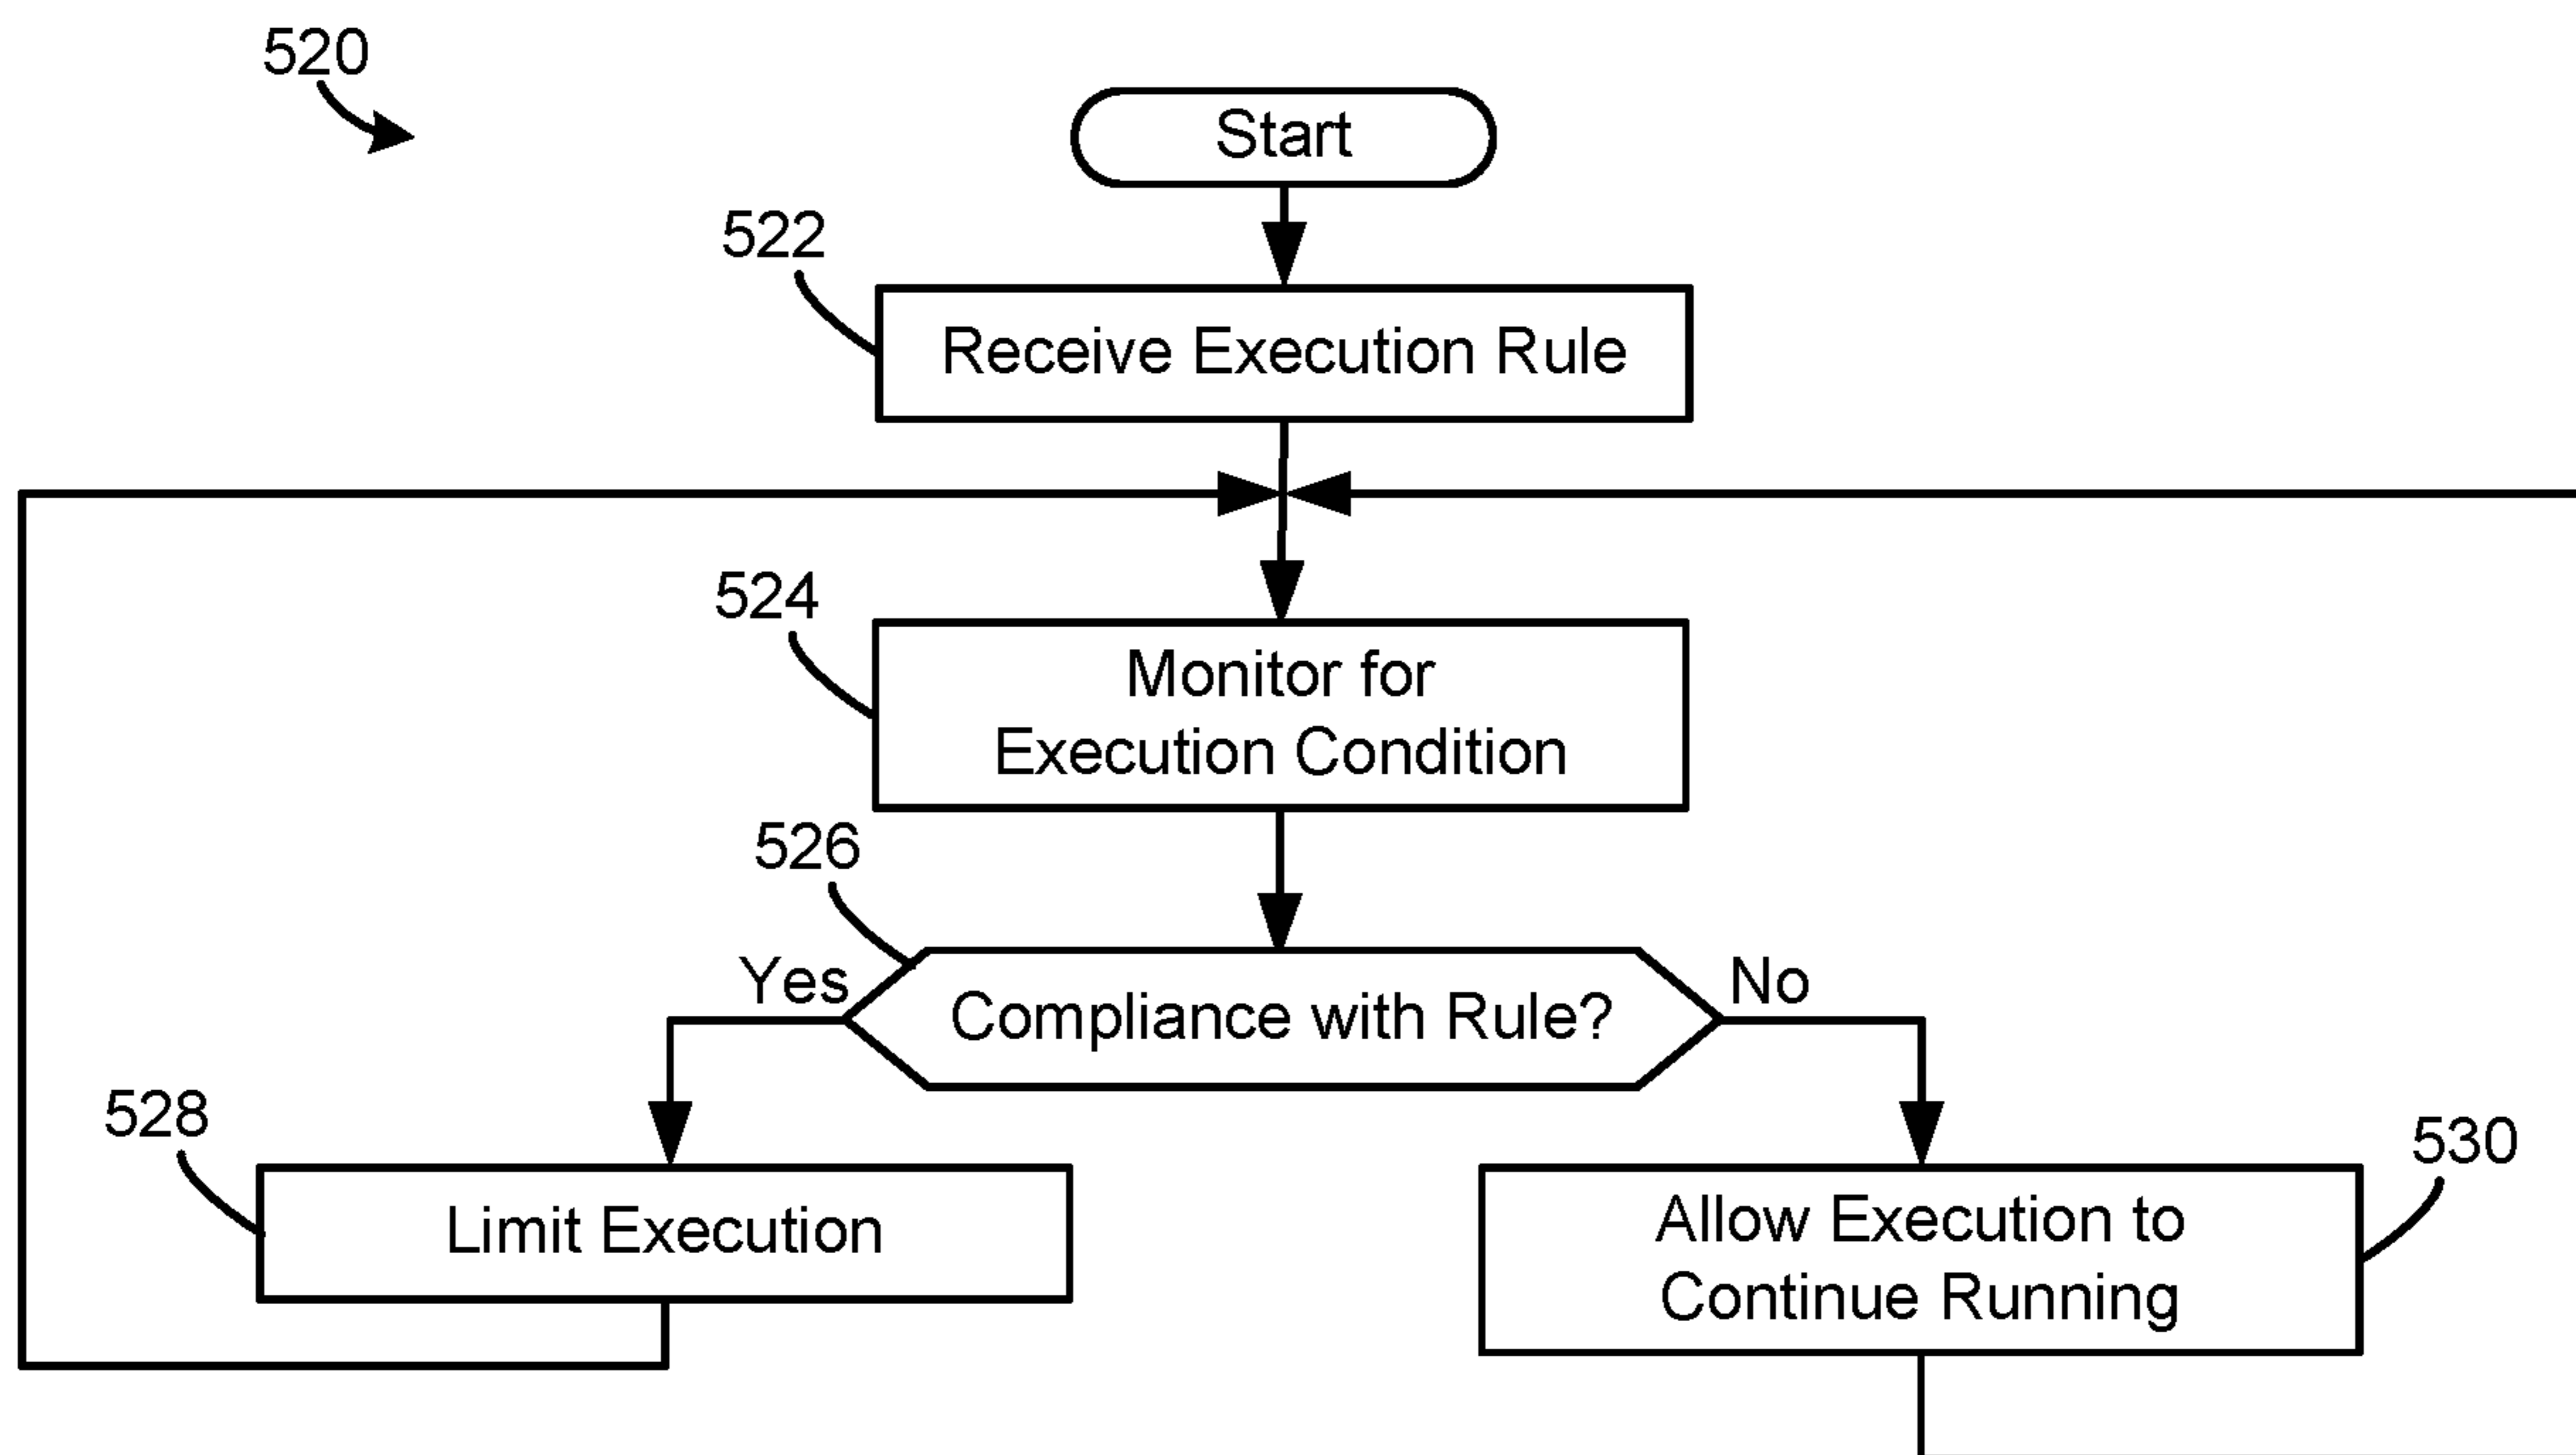 520
Start
522
Receive Execution Rule
524
Monitor for
Execution Condition
526
Yes
Compliance with Rule?
No
528
Limit Execution
Allow Execution to
Continue Running
530